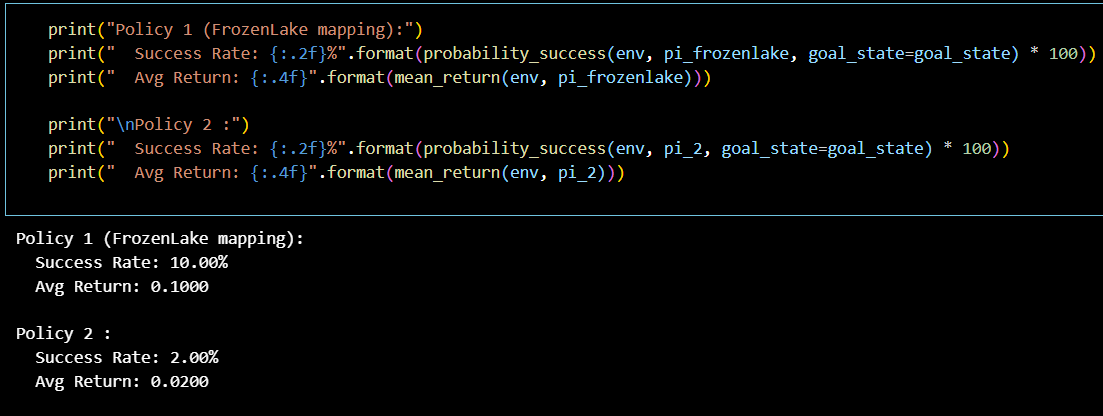 print("Policy 1 (FrozenLake mapping):")
print("  Success Rate: {:.2f}%".format(probability_success(env, pi_frozenlake, goal_state=goal_state) * 100))
print("  Avg Return: {:.4f}".format(mean_return(env, pi_frozenlake)))

print("\nPolicy 2 :")
print("  Success Rate: {:.2f}%".format(probability_success(env, pi_2, goal_state=goal_state) * 100))
print("  Avg Return: {:.4f}".format(mean_return(env, pi_2)))

Policy 1 (FrozenLake mapping):
  Success Rate: 10.00%
  Avg Return: 0.1000

Policy 2 :
  Success Rate: 2.00%
  Avg Return: 0.0200